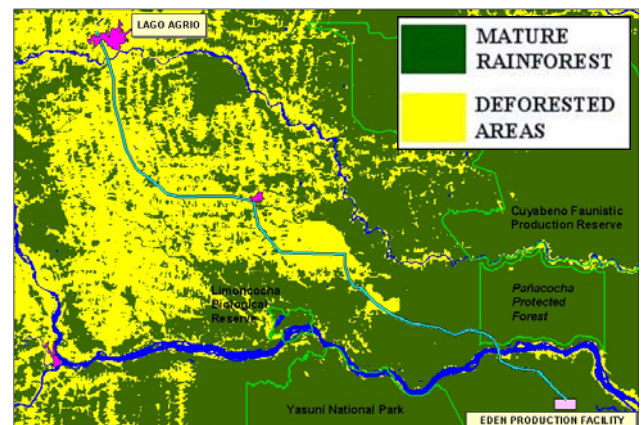 LAGO AGRIO
MATURE
RAINFOREST
DEFORESTED
AREAS
Cuyabeno Faunistic
Production Reserve
Limoncocha
Biological
Reserve
Pañacocha
Protected
Forest
Yasuní National Park
EDEN PRODUCTION FACILITY